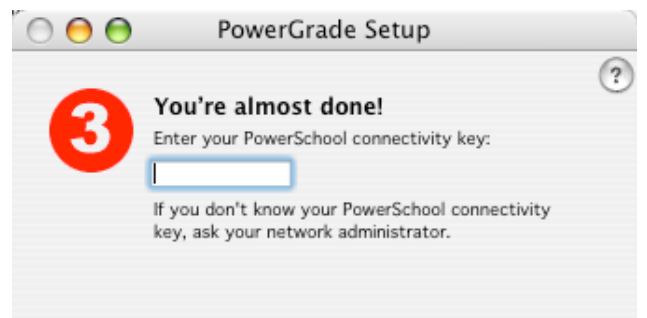 PowerGrade Setup
?
3
You're almost done!
Enter your PowerSchool connectivity key:
If you don't know your PowerSchool connectivity
key, ask your network administrator.